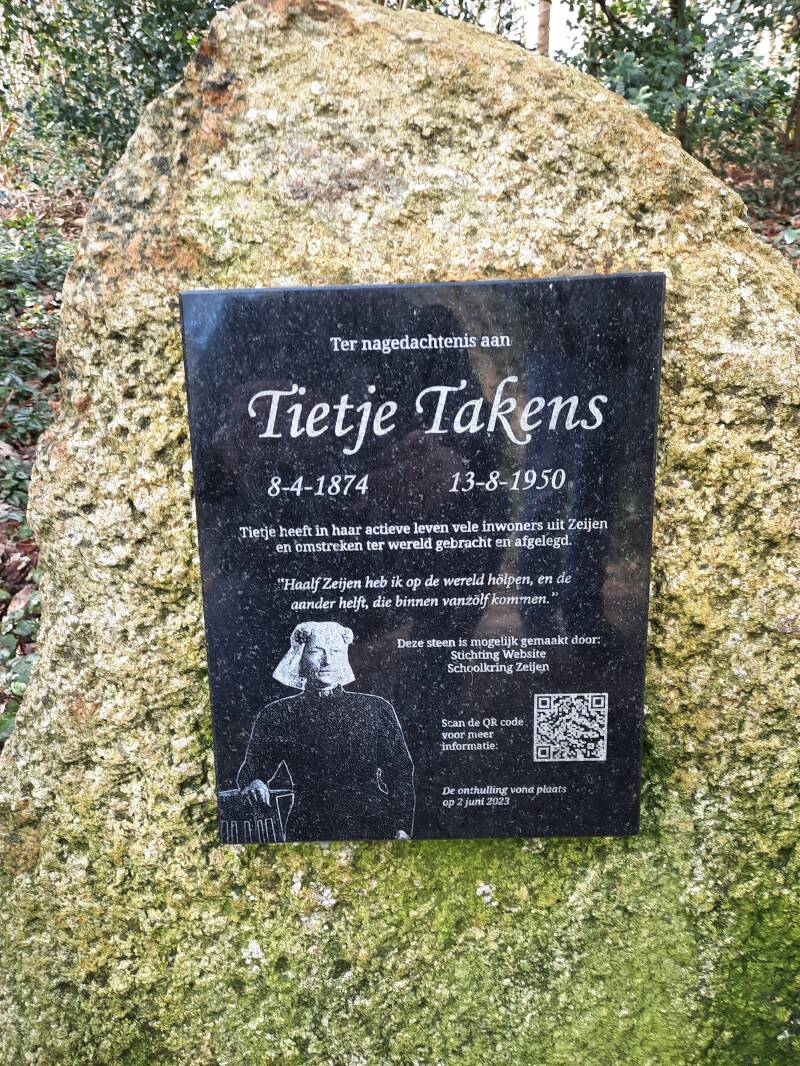 Ter nagedachtenis aan
Tietje Takens
8-4-1874 13-8-1950
Tietje heeft in haar actieve leven vele inwoners uit Zeijen
en omstreken ter wereld gebracht en afgelegd.
"Haalf Zeijen heb ik op de wereld hölpen, en de
aander helft, die binnen vanzölf kommen."
Deze steen is mogelijk gemaakt door:
Stichting Website
Schoolkring Zeijen
Scan de QR code
voor meer
informatie:
De onthulling vond plaats
op 2 juni 2023